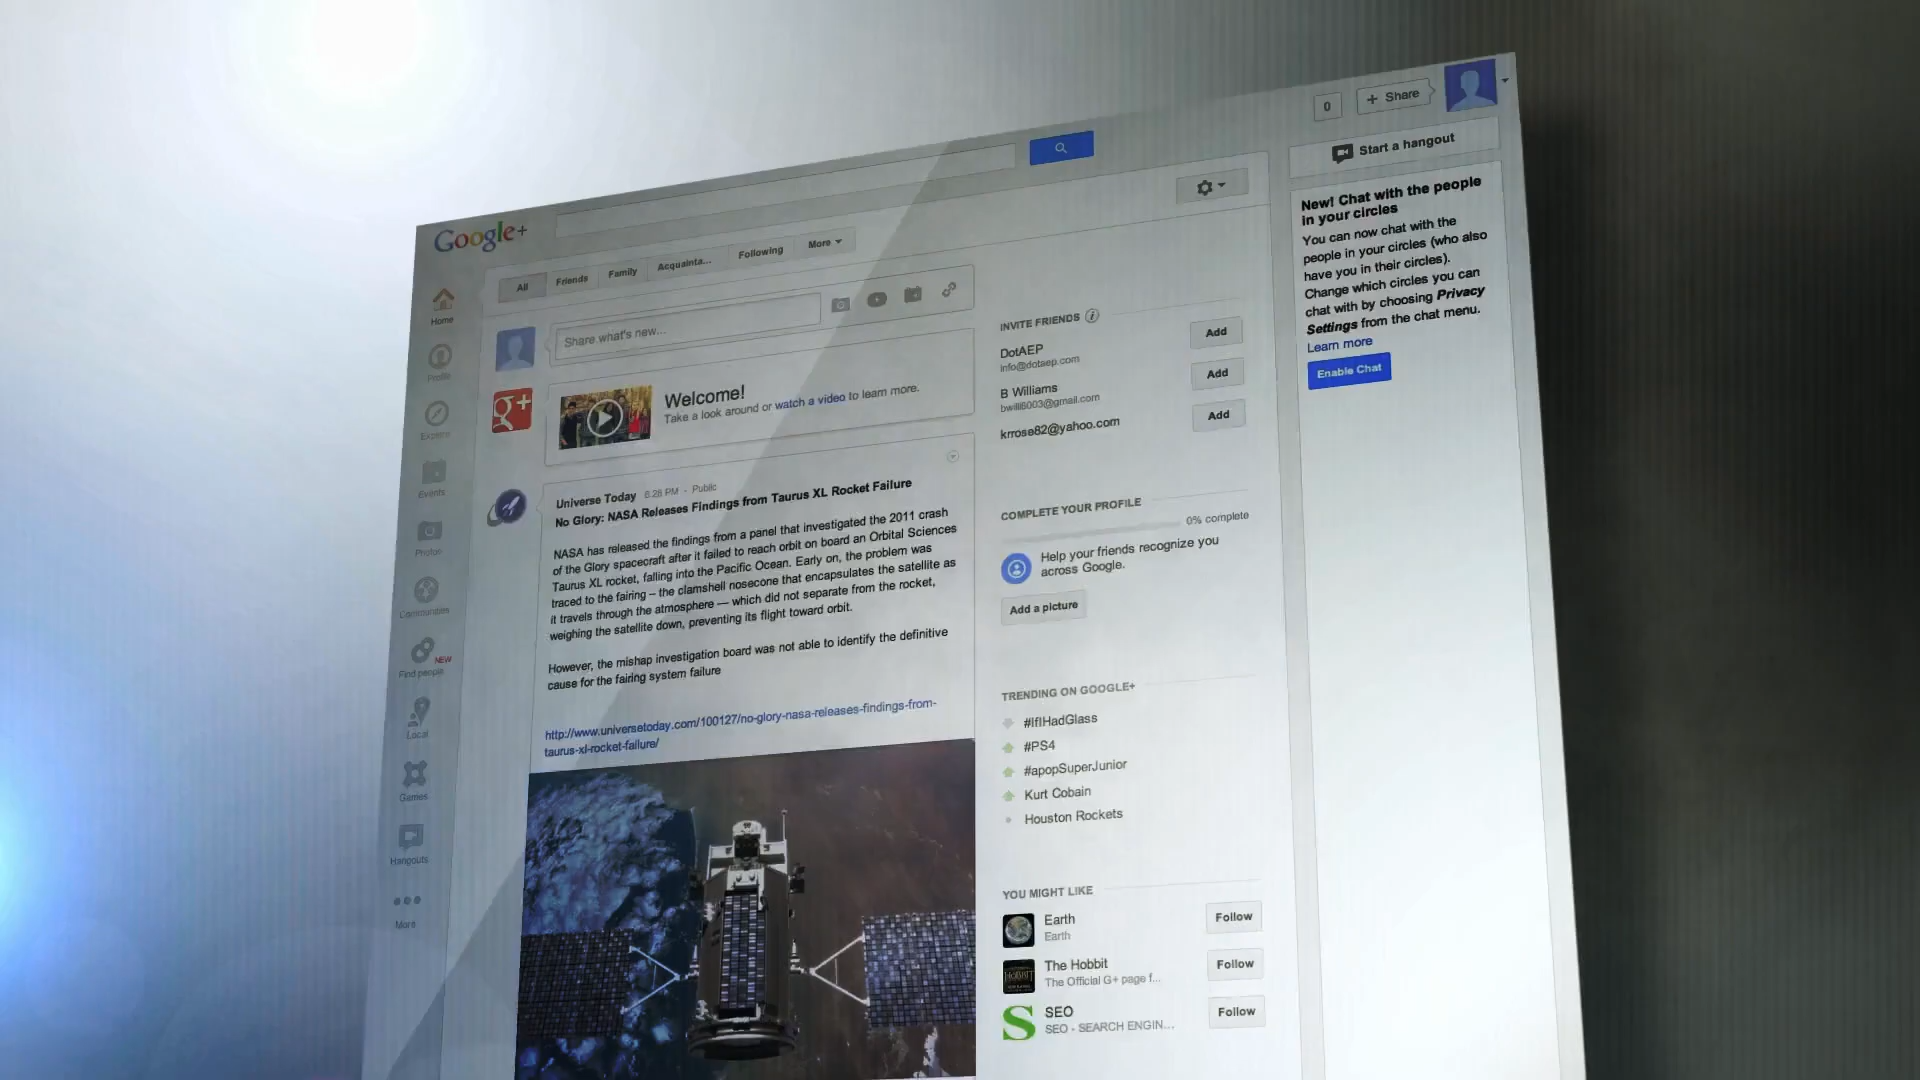 0
+ Share
Start a hangout
Google+
All
Friends
Family
Acquainta...
Following
More
Home
Profile
Explore
Events
Photos
Communities
Find people
NEW
Local
Games
Hangouts
More
Share what's new...
Welcome!
Take a look around or watch a video to learn more.
Universe Today 8:28 PM - Public
No Glory: NASA Releases Findings from Taurus XL Rocket Failure
NASA has released the findings from a panel that investigated the 2011 crash
of the Glory spacecraft after it failed to reach orbit on board an Orbital Sciences
Taurus XL rocket, falling into the Pacific Ocean. Early on, the problem was
traced to the fairing – the clamshell nosecone that encapsulates the satellite as
it travels through the atmosphere — which did not separate from the rocket,
weighing the satellite down, preventing its flight toward orbit.
However, the mishap investigation board was not able to identify the definitive
cause for the fairing system failure
http://www.universetoday.com/100127/no-glory-nasa-releases-findings-from-
taurus-xl-rocket-failure/
INVITE FRIENDS i
DotAEP
info@dotaep.com
Add
B Williams
bwilli6003@gmail.com
Add
krrose82@yahoo.com
Add
COMPLETE YOUR PROFILE
0% complete
Help your friends recognize you
across Google.
Add a picture
TRENDING ON GOOGLE+
#IfIHadGlass
#PS4
#apopSuperJunior
Kurt Cobain
Houston Rockets
YOU MIGHT LIKE
Earth
Earth
Follow
HOBBIT
The Hobbit
The Official G+ page f...
Follow
S
SEO
SEO - SEARCH ENGIN...
Follow
New! Chat with the people
in your circles
You can now chat with the
people in your circles (who also
have you in their circles).
Change which circles you can
chat with by choosing Privacy
Settings from the chat menu.
Learn more
Enable Chat
g+